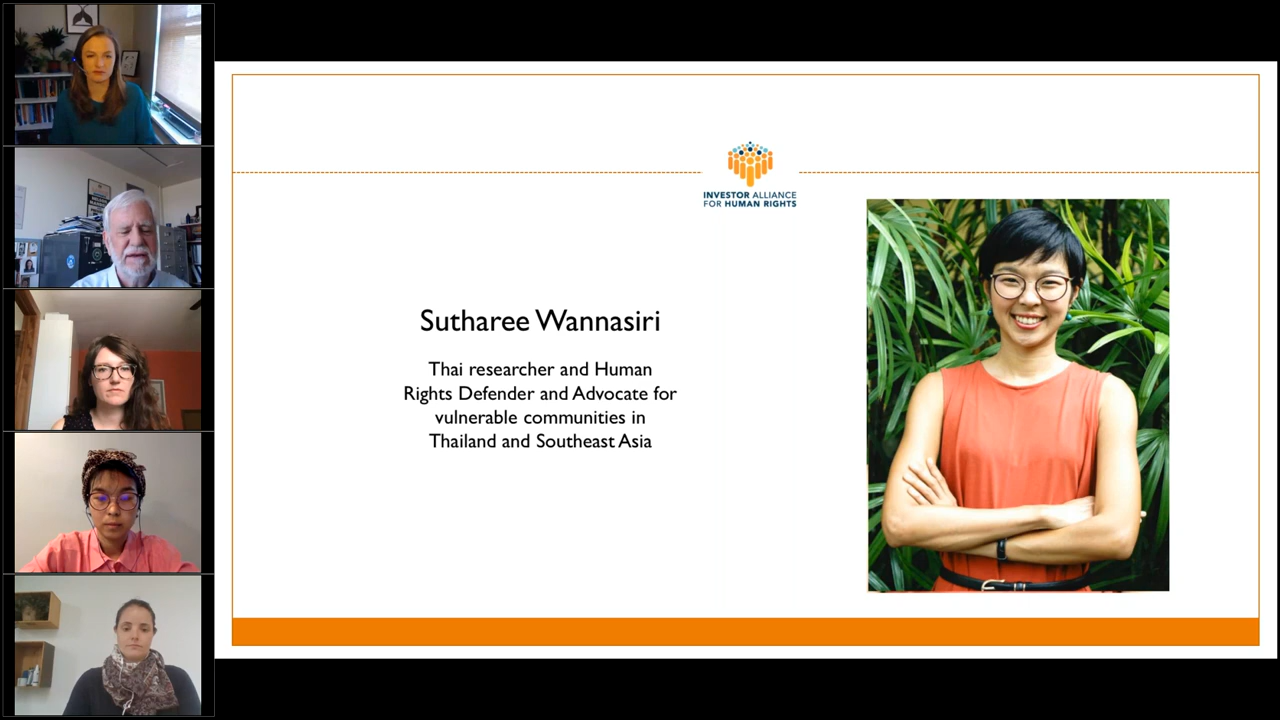 INVESTOR ALLIANCE
FOR HUMAN RIGHTS
Sutharee Wannasiri
Thai researcher and Human
Rights Defender and Advocate for
vulnerable communities in
Thailand and Southeast Asia